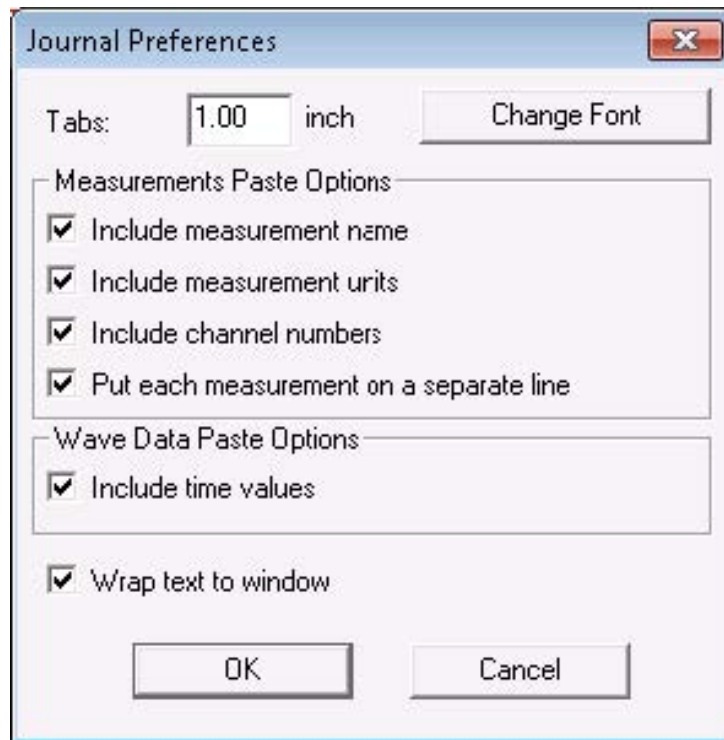 Journal Preferences
Tabs: 1.00 inch Change Font
Measurements Paste Options
Include measurement name
Include measurement units
Include channel numbers
Put each measurement on a separate line
Wave Data Paste Options
Include time values
Wrap text to window
OK Cancel